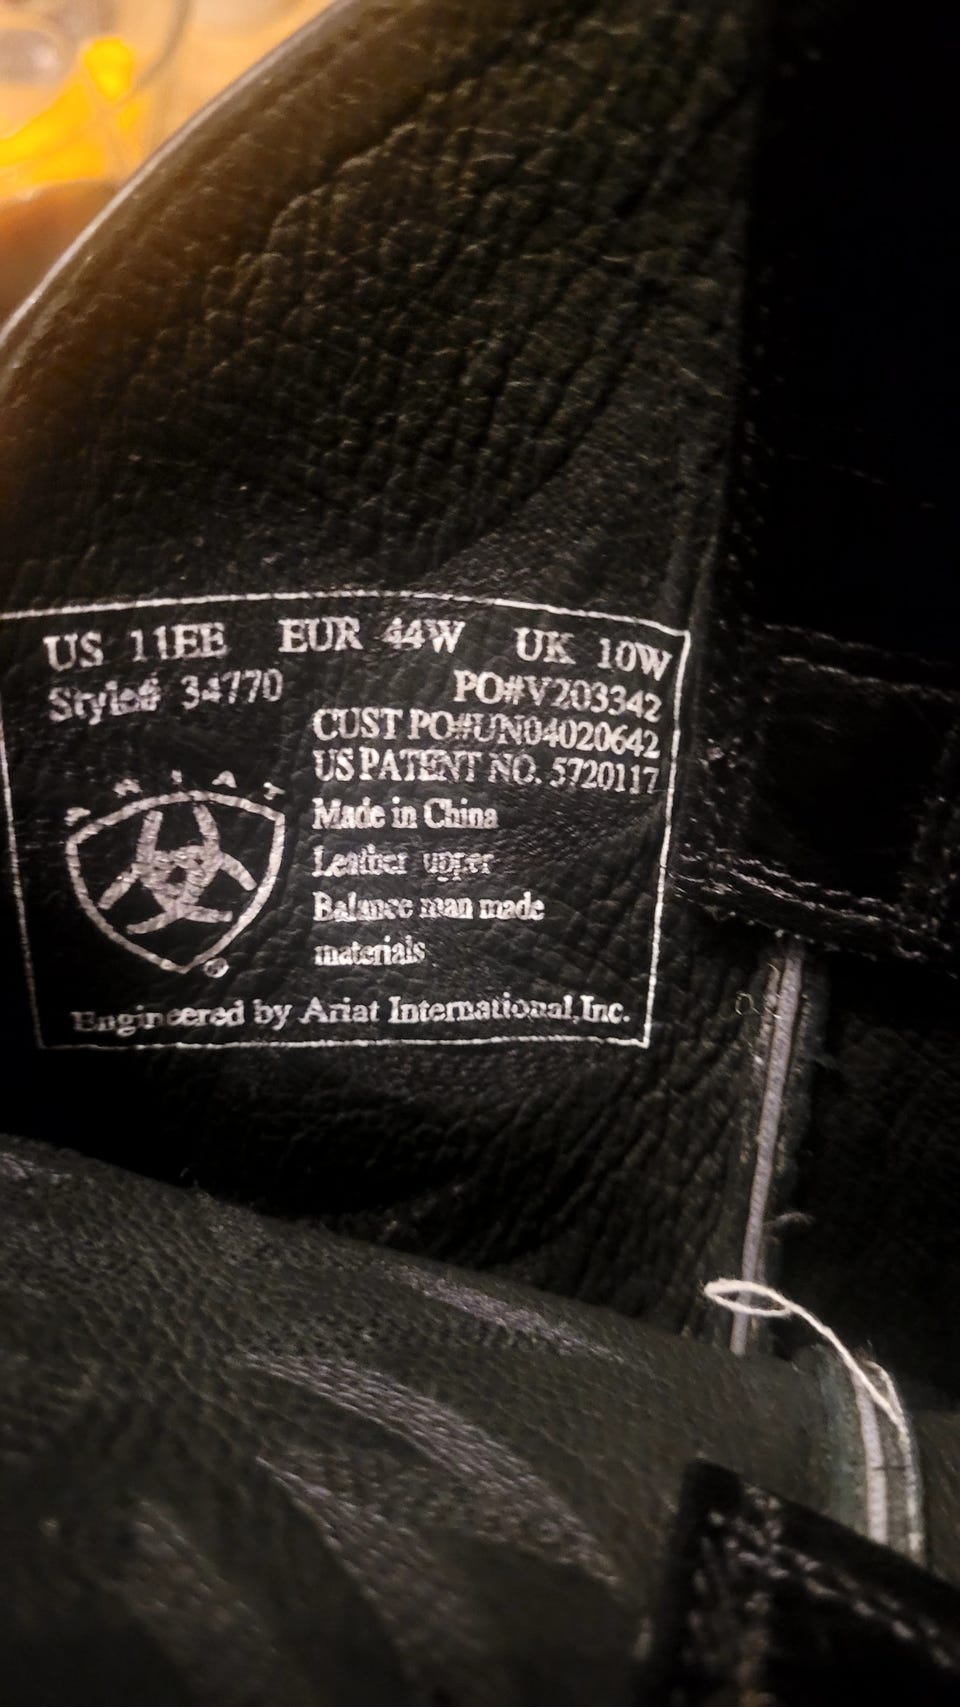 US 11EE EUR 44W UK 10W
Style# 34770 PO#V203342
CUST PO#UN04020642
US PATENT NO. 5720117
ARIAT
Made in China
Leather upper
Balance man made
materials
®
Engineered by Ariat International,Inc.